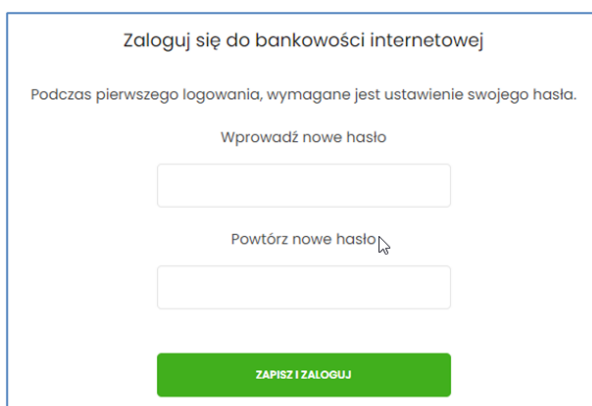 Zaloguj się do bankowości internetowej
Podczas pierwszego logowania, wymagane jest ustawienie swojego hasła.
Wprowadź nowe hasło
Powtórz nowe hasło
ZAPISZ I ZALOGUJ